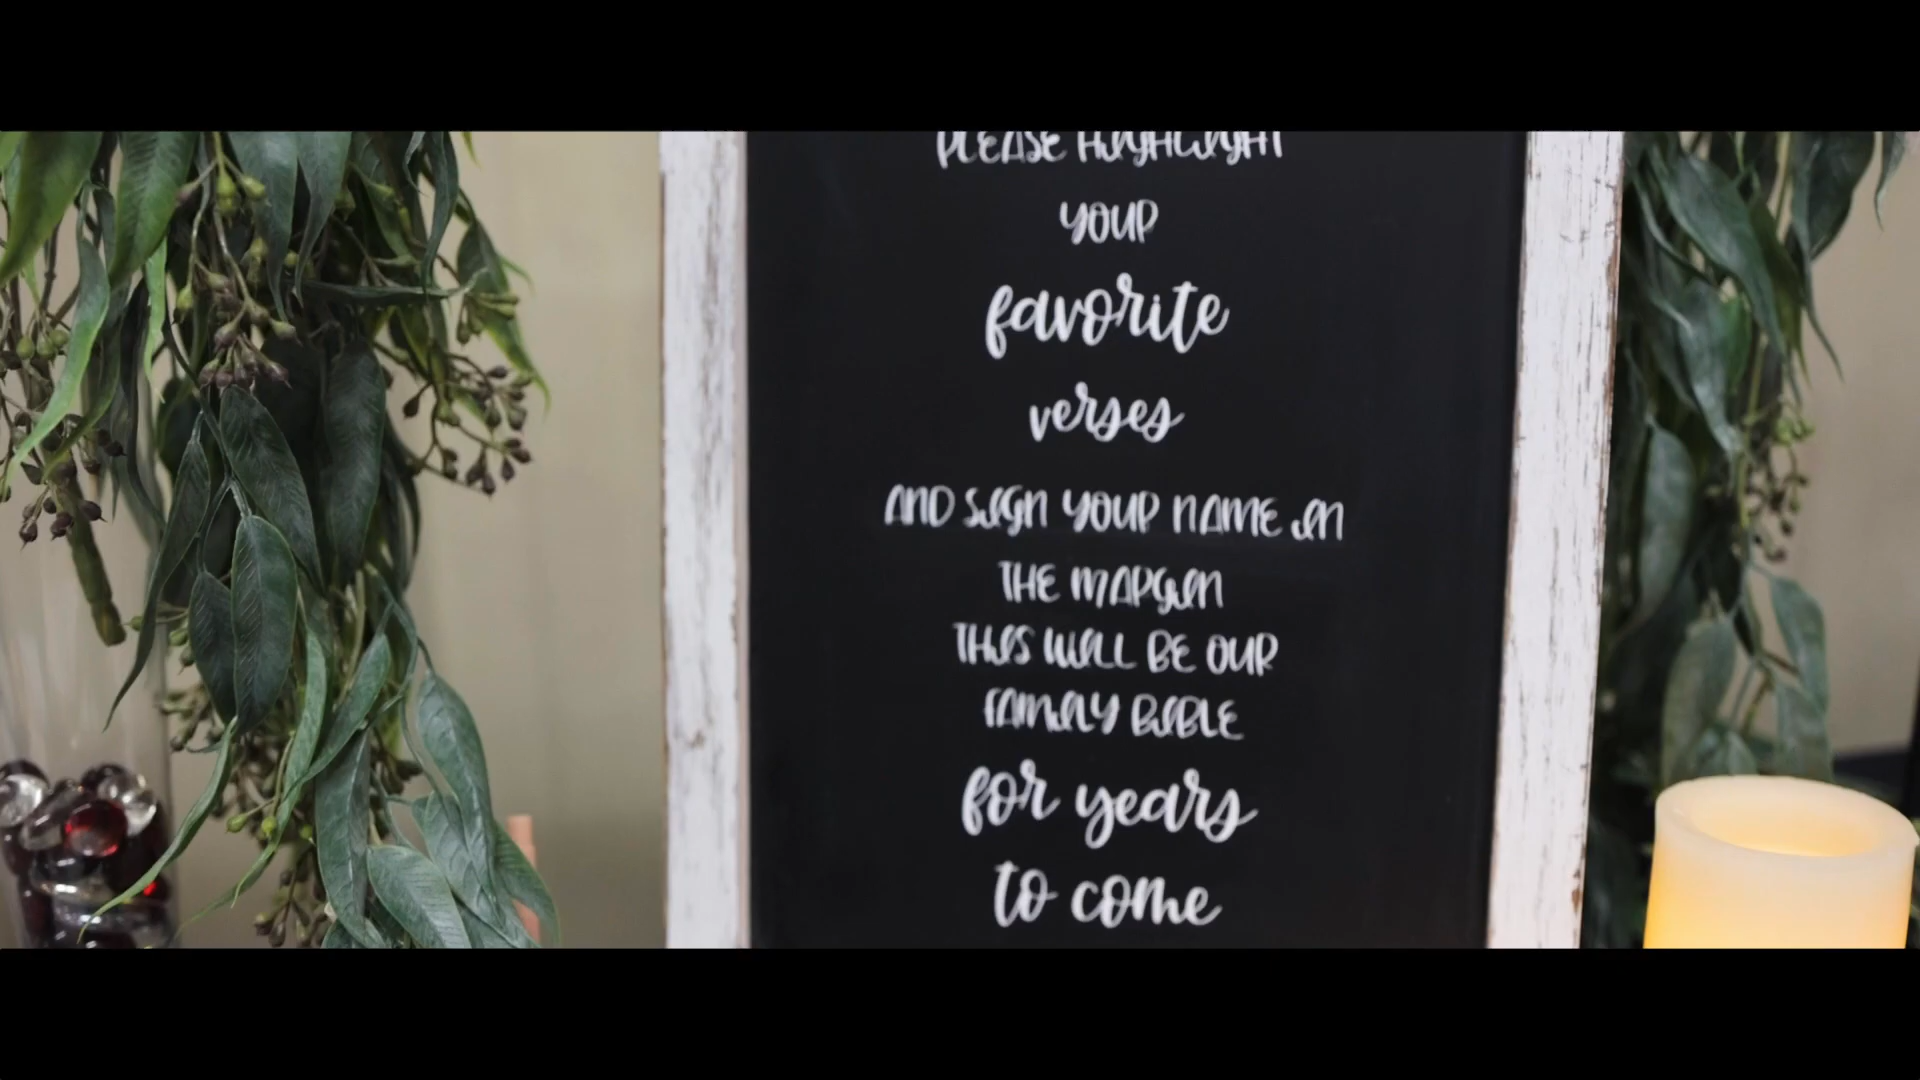 PLEASE HIGHLIGHT
YOUR
favorite
verses
AND SIGN YOUR NAME IN
THE MARGIN
THIS WILL BE OUR
FAMILY BIBLE
for years
to come